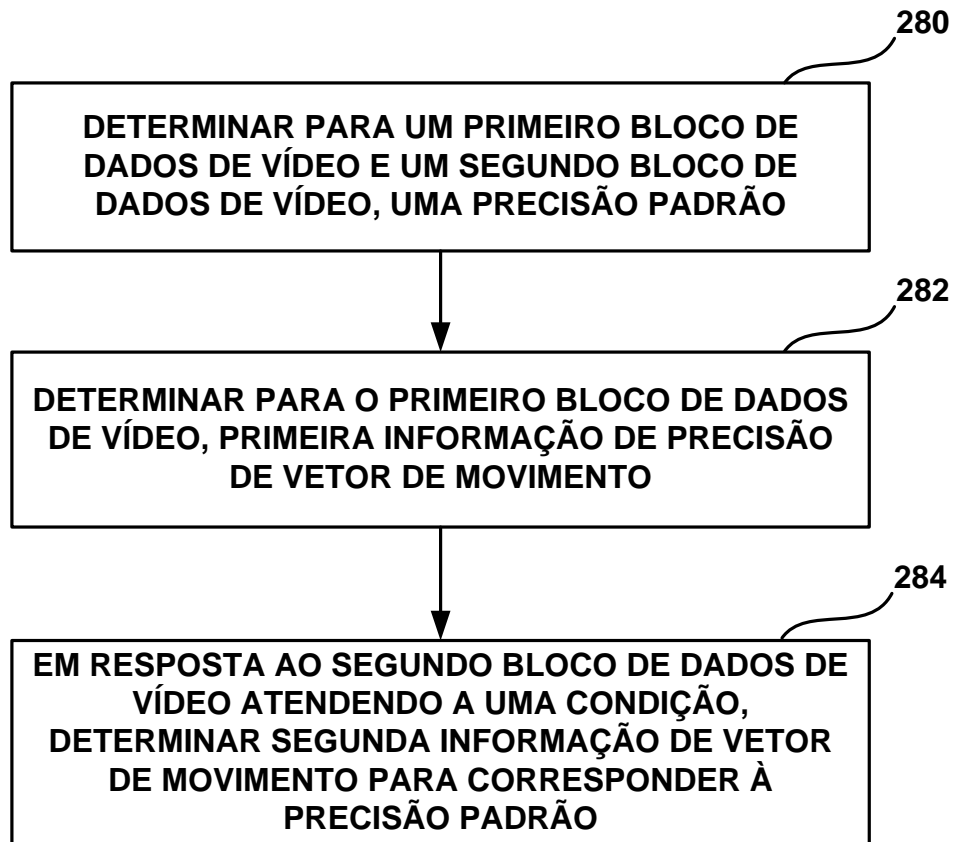 280
DETERMINAR PARA UM PRIMEIRO BLOCO DE
DADOS DE VÍDEO E UM SEGUNDO BLOCO DE
DADOS DE VÍDEO, UMA PRECISÃO PADRÃO
282
DETERMINAR PARA O PRIMEIRO BLOCO DE DADOS
DE VÍDEO, PRIMEIRA INFORMAÇÃO DE PRECISÃO
DE VETOR DE MOVIMENTO
284
EM RESPOSTA AO SEGUNDO BLOCO DE DADOS DE
VÍDEO ATENDENDO A UMA CONDIÇÃO,
DETERMINAR SEGUNDA INFORMAÇÃO DE VETOR
DE MOVIMENTO PARA CORRESPONDER À
PRECISÃO PADRÃO